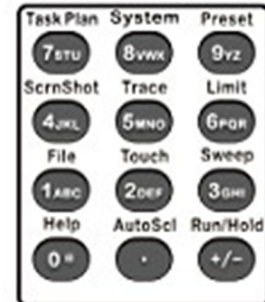 Task Plan System Preset
7STU 8VWX 9YZ
ScrnShot Trace Limit
4JKL 5MNO 6PQR
File Touch Sweep
1ABC 2DEF 3GHI
Help AutoScl Run/Hold
0 . +/-